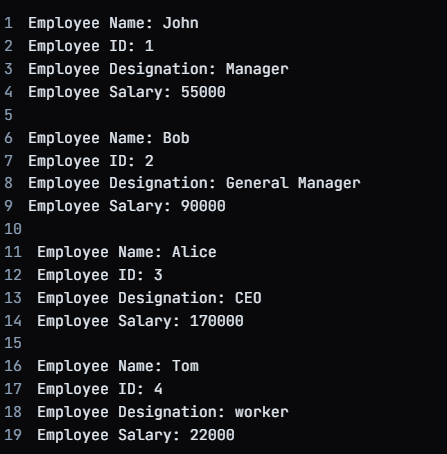 1 Employee Name: John
2 Employee ID: 1
3 Employee Designation: Manager
4 Employee Salary: 55000
5
6 Employee Name: Bob
7 Employee ID: 2
8 Employee Designation: General Manager
9 Employee Salary: 90000
10
11 Employee Name: Alice
12 Employee ID: 3
13 Employee Designation: CEO
14 Employee Salary: 170000
15
16 Employee Name: Tom
17 Employee ID: 4
18 Employee Designation: worker
19 Employee Salary: 22000